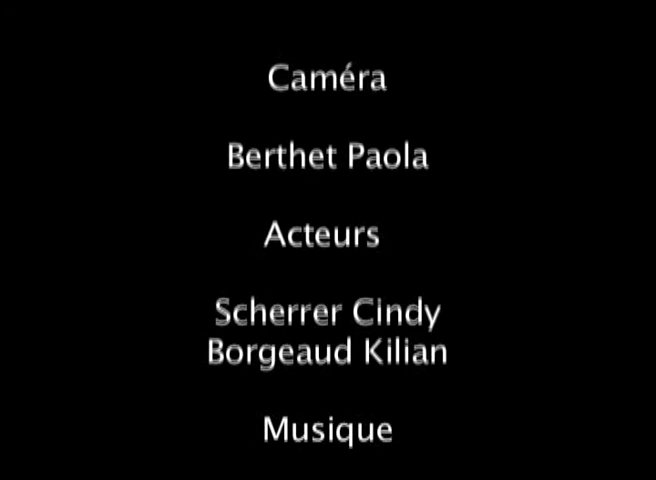 Caméra
Berthet Paola
Acteurs
Scherrer Cindy
Borgeaud Kilian
Musique